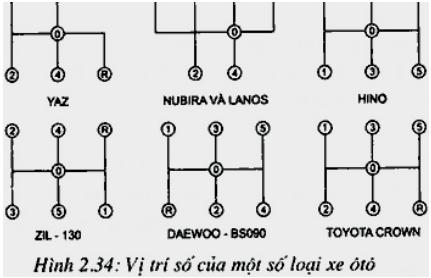 0 0 0
2 4 R 2 4 1 3 5
YAZ NUBIRA VÀ LANOS HINO
2 4 R 1 3 5 1 3 5
0 0 0
3 5 1 R 2 4 2 4 R
ZIL - 130 DAEWOO - BS090 TOYOTA CROWN
Hình 2.34: Vị trí số của một số loại xe ôtô